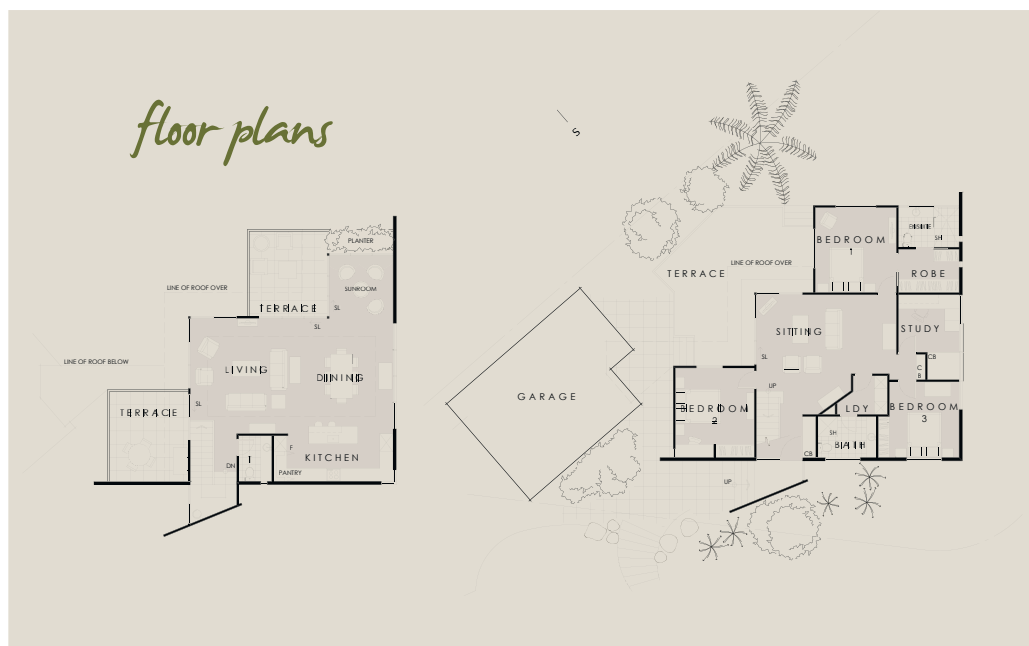 floor plans
S
PLANTER
SUNROOM
LINE OF ROOF OVER
TERRACE
SL
SL
LINE OF ROOF BELOW
LIVING
DINING
SL
TERRACE
F
KITCHEN
DN
PANTRY
BEDROOM
1
SH
LINE OF ROOF OVER
TERRACE
ROBE
SITTING
STUDY
SL
CB
C
B
UP
GARAGE
BEDROOM
2
LDY
BEDROOM
3
SH
BATH
CB
UP